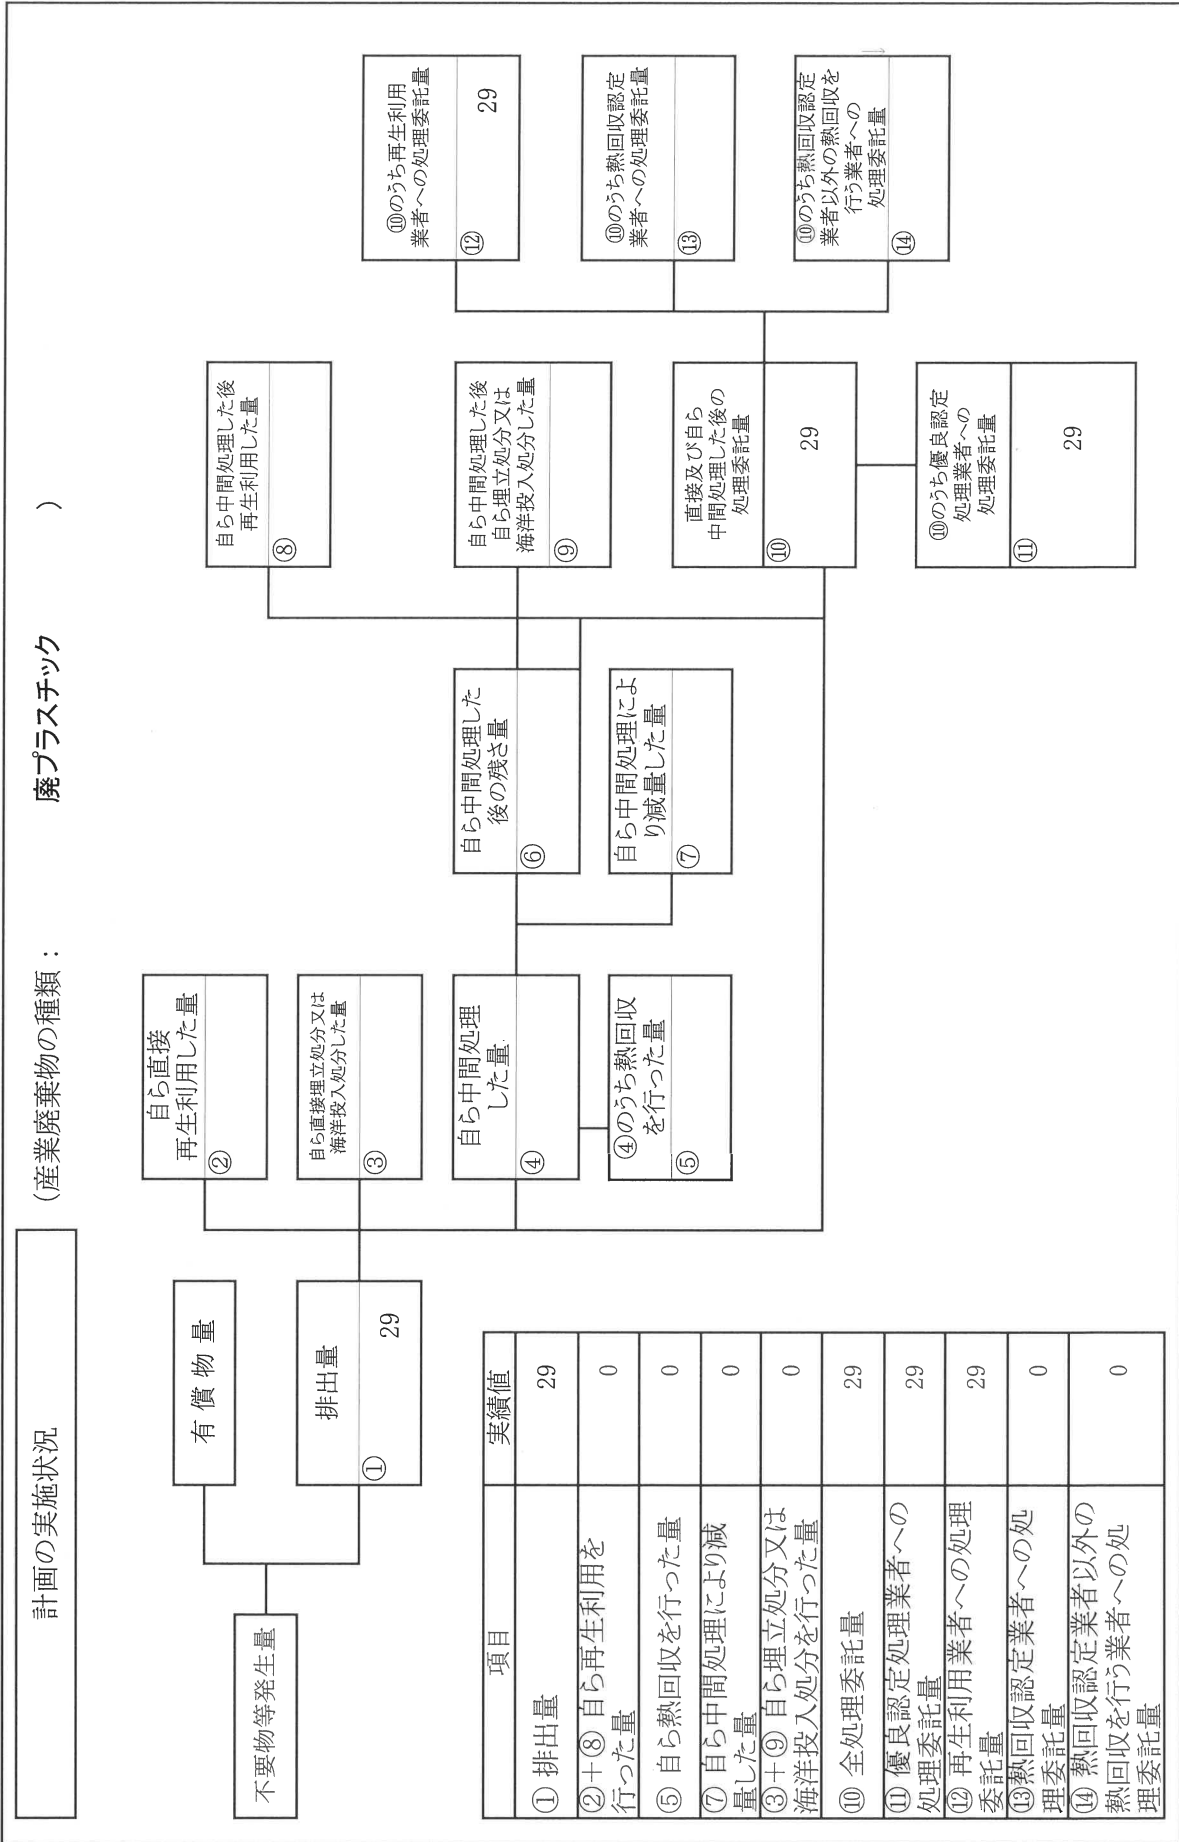 計画の実施状況
(産業廃棄物の種類： 廃プラスチック )
不要物等発生量
有償物量
排出量
①
29
自ら直接
再生利用した量
②
自ら直接埋立処分又は
海洋投入処分した量
③
自ら中間処理
した量
④
④のうち熱回収
を行った量
⑤
自ら中間処理した
後の残さ量
⑥
自ら中間処理によ
り減量した量
⑦
自ら中間処理した後
再生利用した量
⑧
自ら中間処理した後
自ら埋立処分又は
海洋投入処分した量
⑨
直接及び自ら
中間処理した後の
処理委託量
⑩
29
⑩のうち優良認定
処理業者への
処理委託量
⑪
29
⑩のうち再生利用
業者への処理委託量
⑫
29
⑩のうち熱回収認定
業者への処理委託量
⑬
⑩のうち熱回収認定
業者以外の熱回収を
行う業者への
処理委託量
⑭
項目 実績値
①排出量 29
②＋⑧ 自ら再生利用を
行った量 0
⑤ 自ら熱回収を行った量 0
⑦ 自ら中間処理により減
量した量 0
③＋⑨ 自ら埋立処分又は
海洋投入処分を行った量 0
⑩ 全処理委託量 29
⑪ 優良認定処理業者への
処理委託量 29
⑫ 再生利用業者への処理
委託量 29
⑬熱回収認定業者への処
理委託量 0
⑭ 熱回収認定業者以外の
熱回収を行う業者への処
理委託量 0